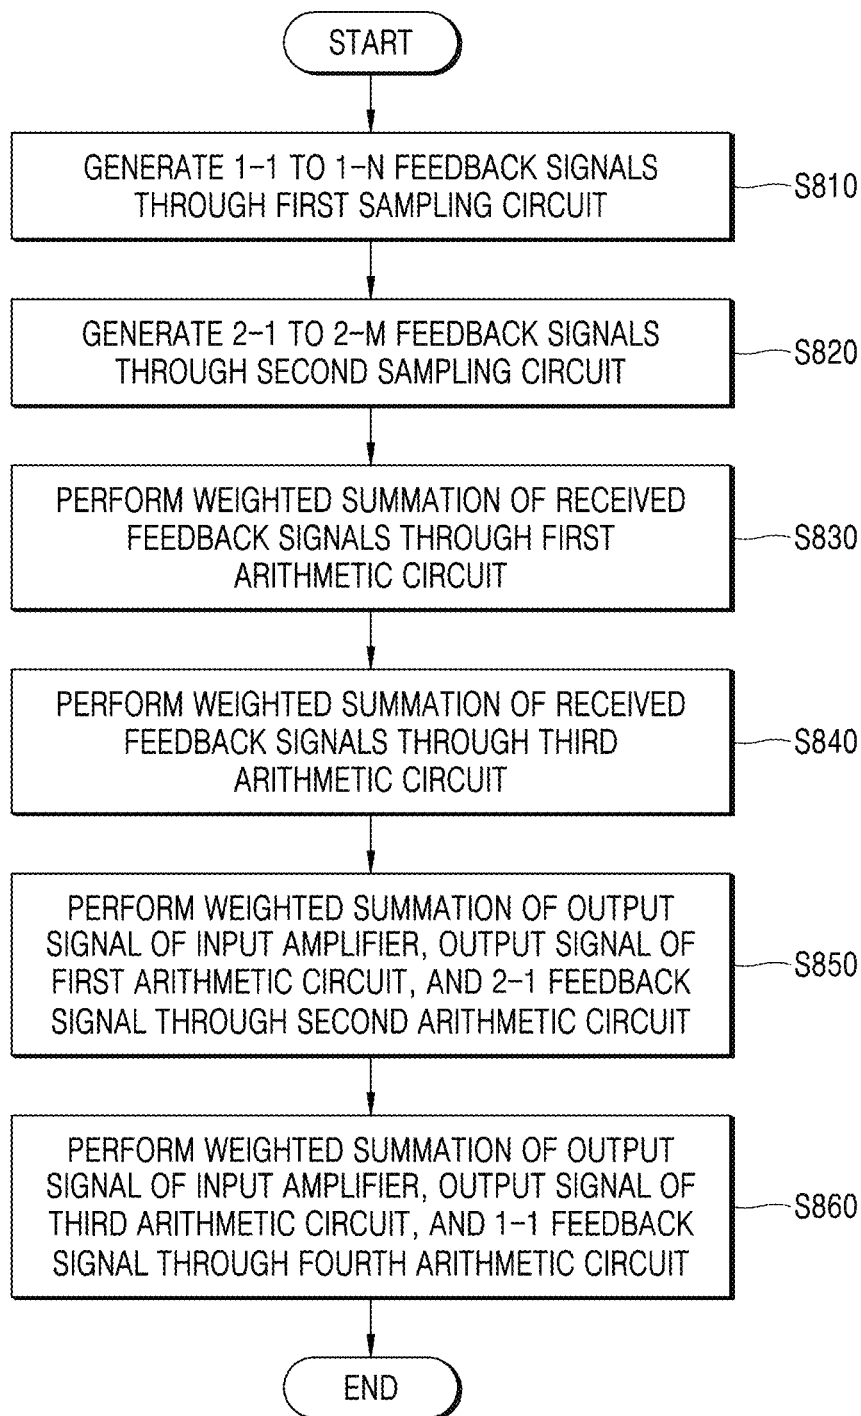 START
GENERATE 1-1 TO 1-N FEEDBACK SIGNALS
THROUGH FIRST SAMPLING CIRCUIT
S810
GENERATE 2-1 TO 2-M FEEDBACK SIGNALS
THROUGH SECOND SAMPLING CIRCUIT
S820
PERFORM WEIGHTED SUMMATION OF RECEIVED
FEEDBACK SIGNALS THROUGH FIRST
ARITHMETIC CIRCUIT
S830
PERFORM WEIGHTED SUMMATION OF RECEIVED
FEEDBACK SIGNALS THROUGH THIRD
ARITHMETIC CIRCUIT
S840
PERFORM WEIGHTED SUMMATION OF OUTPUT
SIGNAL OF INPUT AMPLIFIER, OUTPUT SIGNAL OF
FIRST ARITHMETIC CIRCUIT, AND 2-1 FEEDBACK
SIGNAL THROUGH SECOND ARITHMETIC CIRCUIT
S850
PERFORM WEIGHTED SUMMATION OF OUTPUT
SIGNAL OF INPUT AMPLIFIER, OUTPUT SIGNAL OF
THIRD ARITHMETIC CIRCUIT, AND 1-1 FEEDBACK
SIGNAL THROUGH FOURTH ARITHMETIC CIRCUIT
S860
END